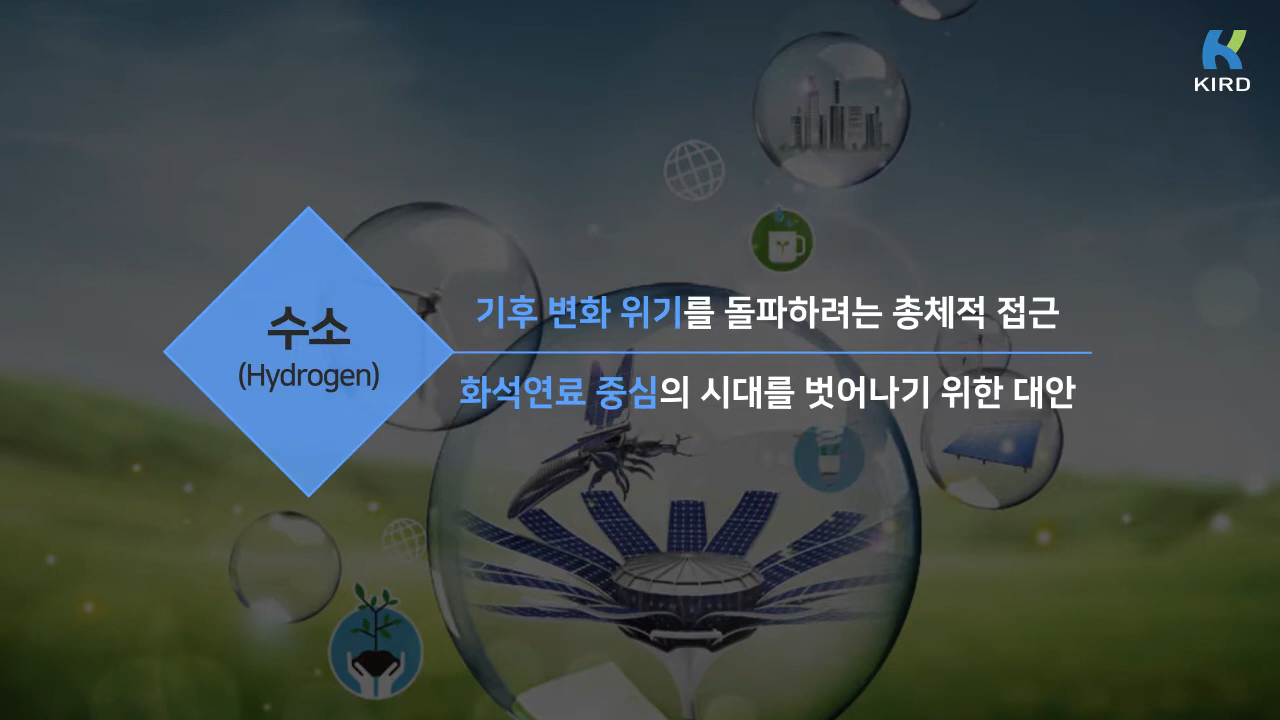 KIRD
수소
(Hydrogen)
기후 변화 위기를 돌파하려는 총체적 접근
화석연료 중심의 시대를 벗어나기 위한 대안